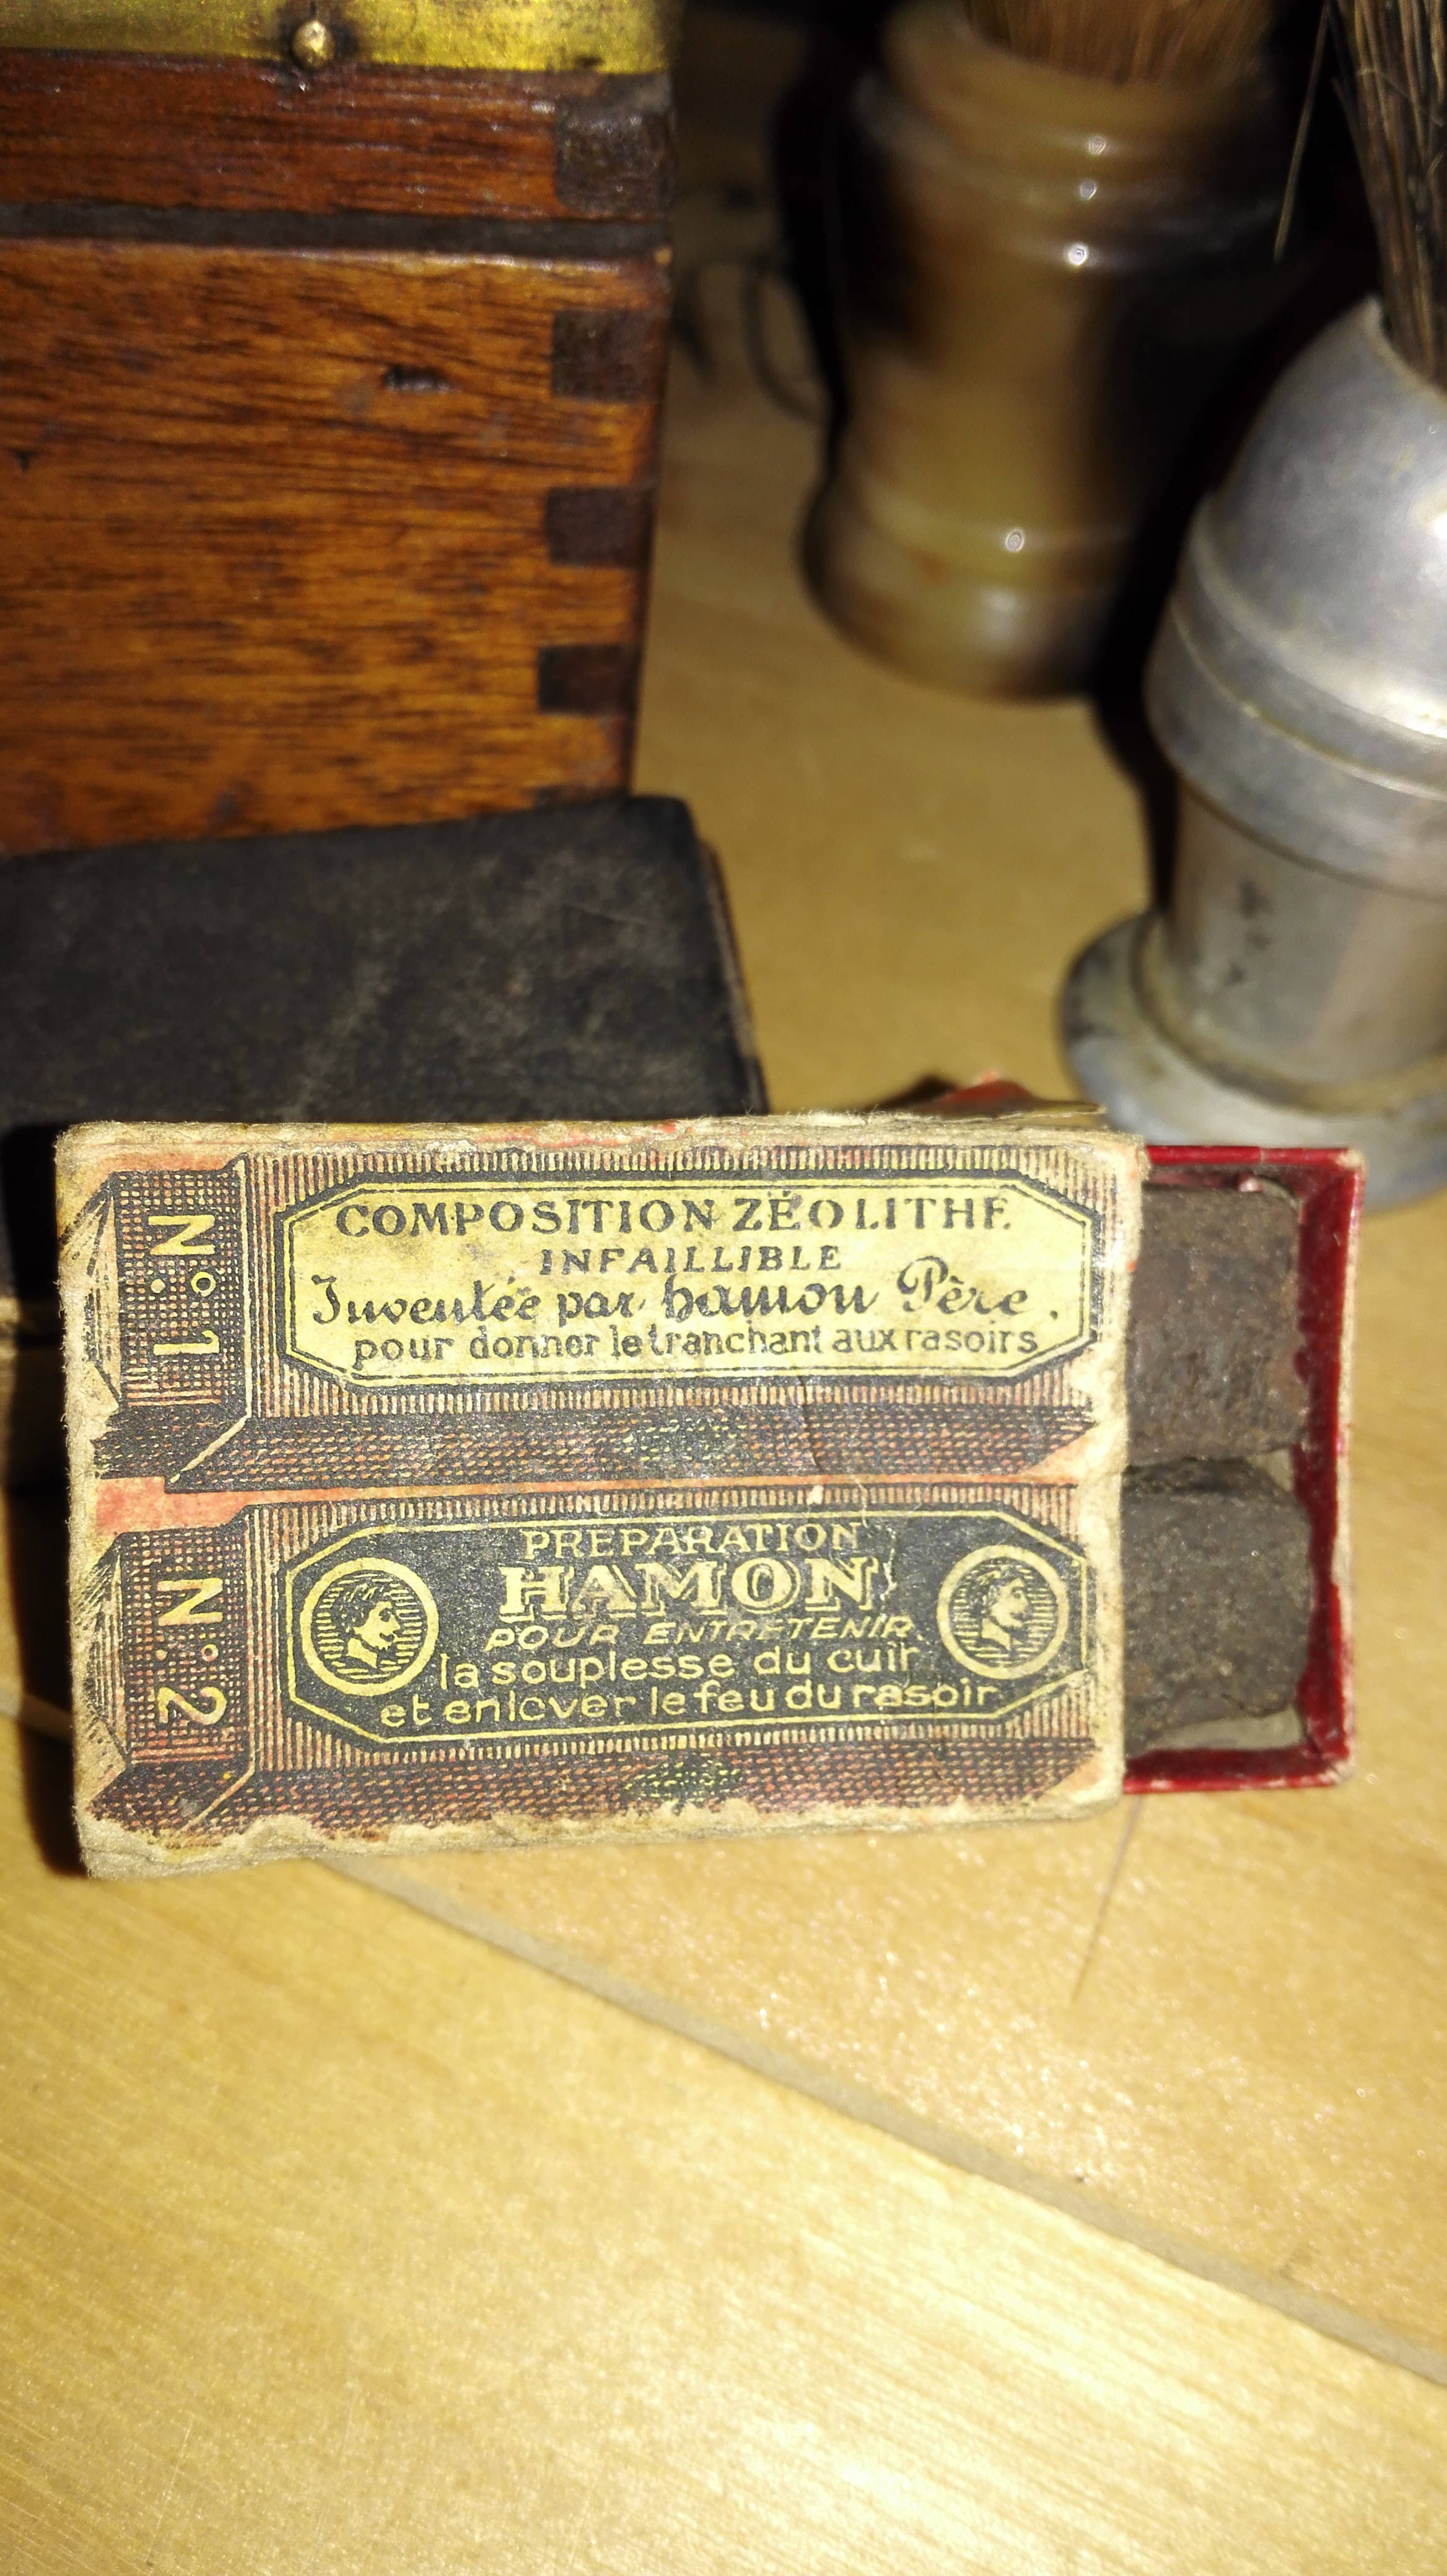 N.º 1
COMPOSITION ZÉOLITHE
INFAILLIBLE
Inventée par hamon Père.
pour donner le tranchant aux rasoirs
N.º 2
PREPARATION
HAMON
POUR ENTRETENIR
la souplesse du cuir
et enlever le feu du rasoir